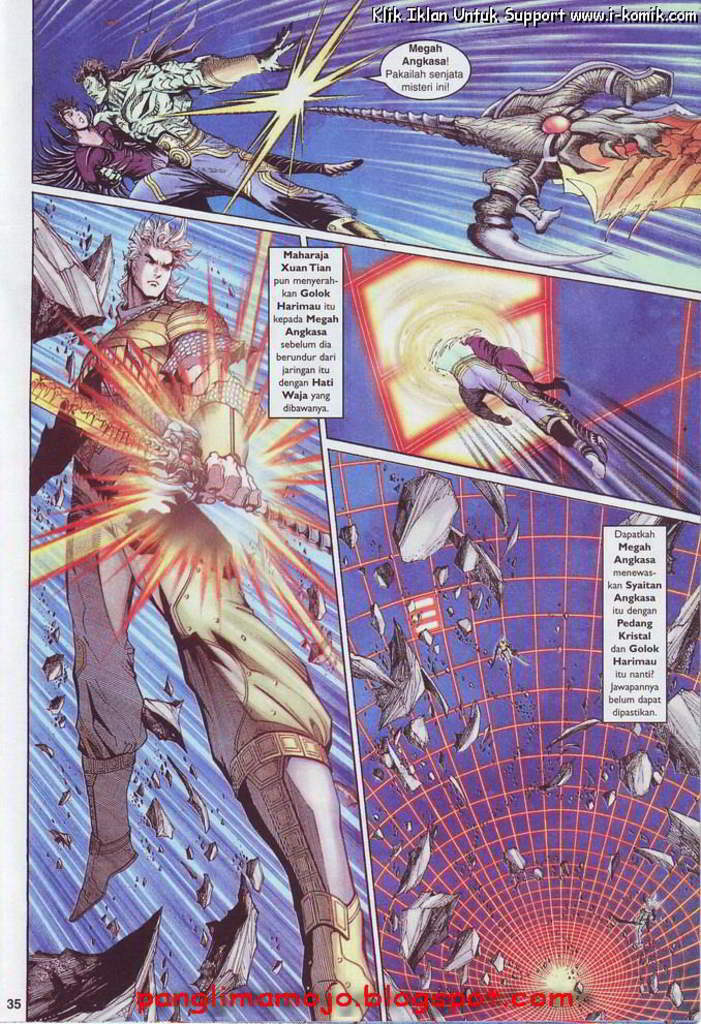 Klik Iklan Untuk Support www.i-komik.com
Megah
Angkasa!
Pakailah senjata
misteri ini!
Maharaja
Xuan Tian
pun menyerah-
kan Golok
Harimau itu
kepada Megah
Angkasa
sebelum dia
berundur dari
jaringan itu
dengan Hati
Waja yang
dibawanya.
Dapatkah
Megah
Angkasa
menewas-
kan Syaitan
Angkasa
itu dengan
Pedang
Kristal
dan Golok
Harimau
itu nanti?
Jawapannya
belum dapat
dipastikan.
35
panglimamojo.blogspot.com